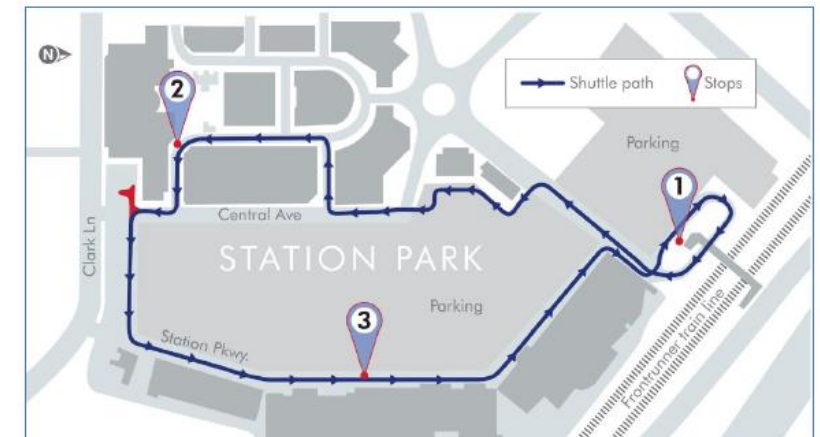 N
2
Shuttle path
Stops
Parking
1
Clark Ln
Central Ave
STATION PARK
Parking
3
Station Pkwy.
Frontrunner train line